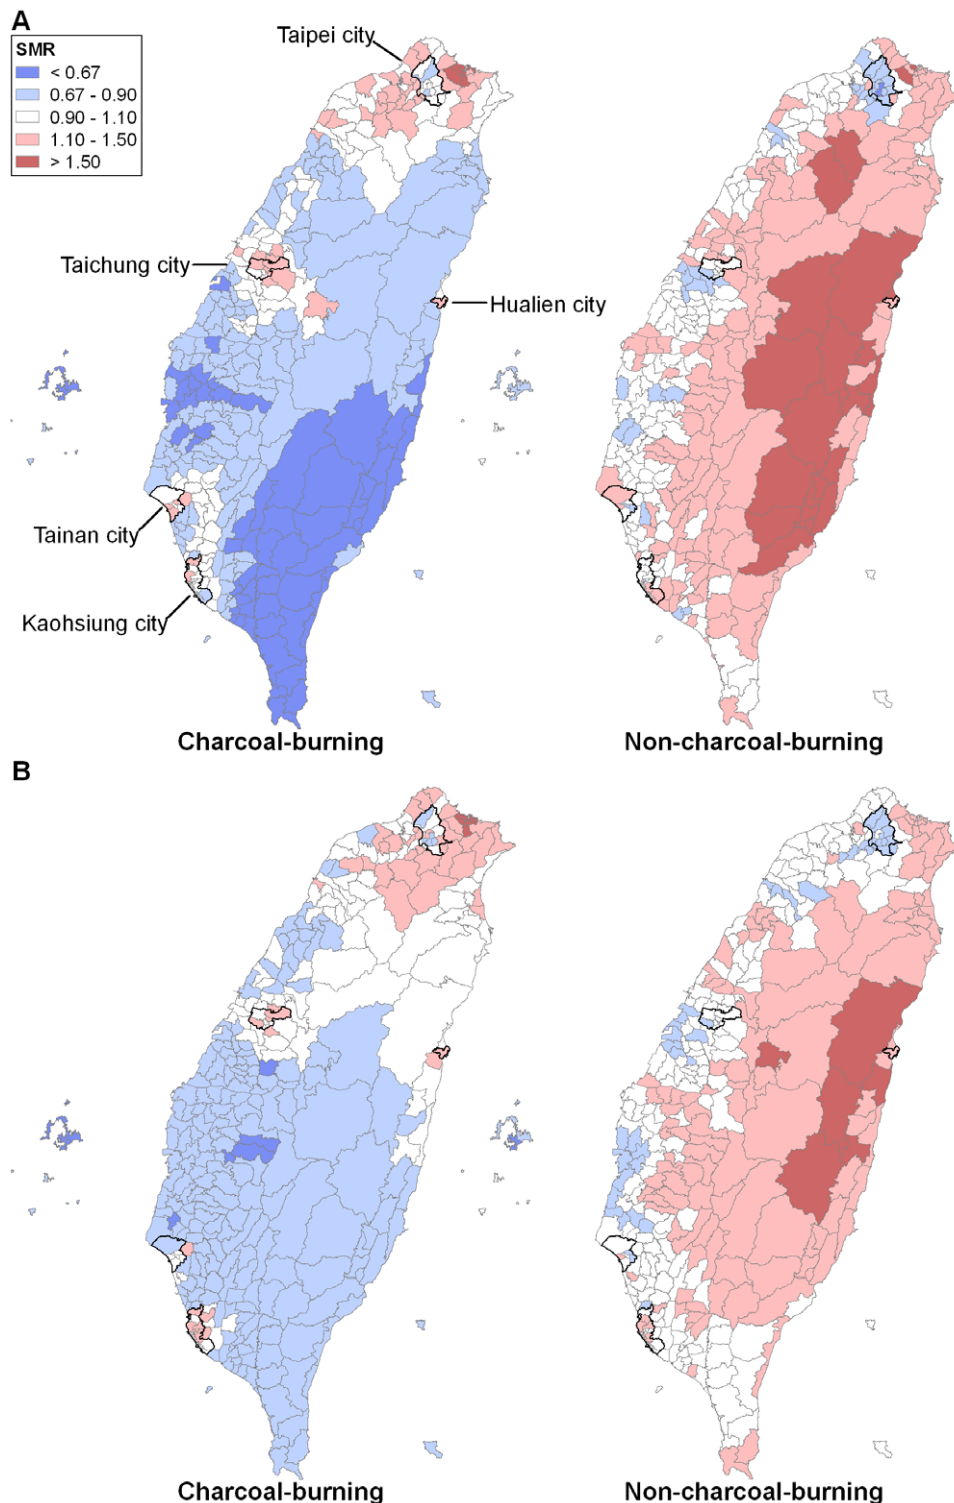 A
SMR
< 0.67
0.67 - 0.90
0.90 - 1.10
1.10 - 1.50
> 1.50
Taipei city
Taichung city
Hualien city
Tainan city
Kaohsiung city
Charcoal-burning
Non-charcoal-burning
B
Charcoal-burning
Non-charcoal-burning